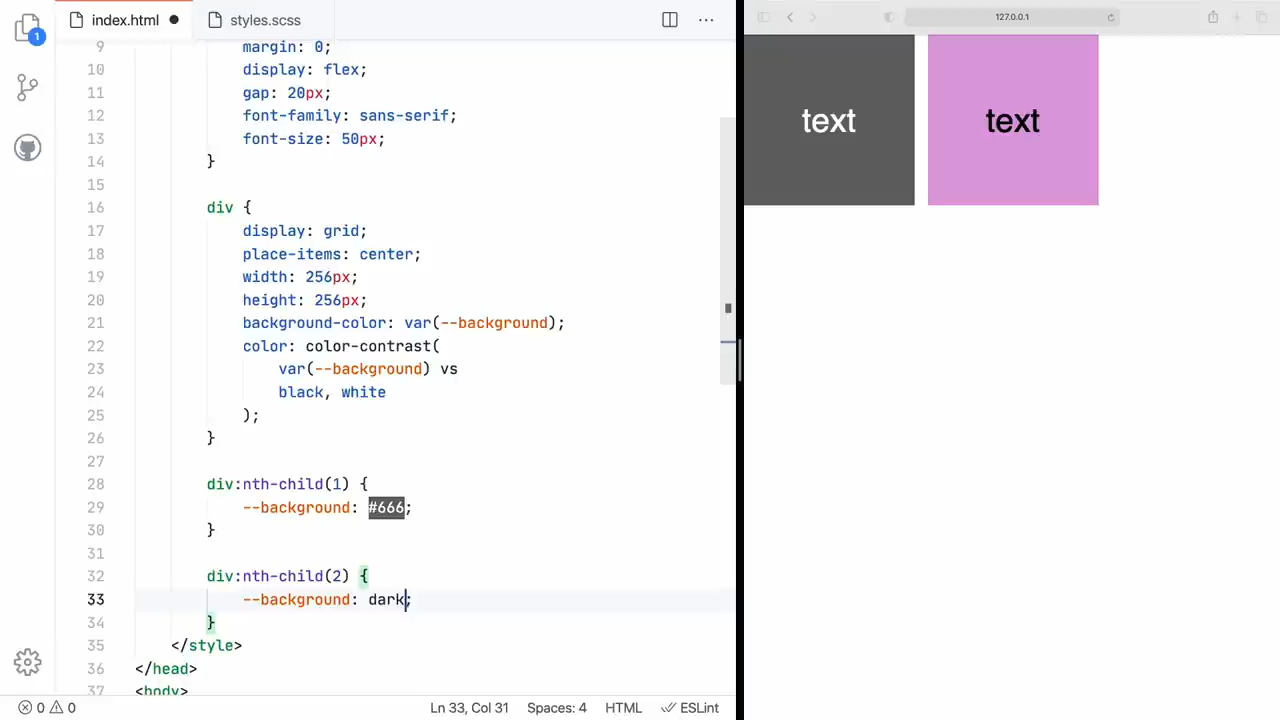 index.html
styles.scss
127.0.0.1
1
9 margin: 0;
10 display: flex;
11 gap: 20px;
12 font-family: sans-serif;
13 font-size: 50px;
14 }
15
16 div {
17 display: grid;
18 place-items: center;
19 width: 256px;
20 height: 256px;
21 background-color: var(--background);
22 color: color-contrast(
23 var(--background) vs
24 black, white
25 );
26 }
27
28 div:nth-child(1) {
29 --background: #666;
30 }
31
32 div:nth-child(2) {
33 --background: dark;
34 }
35 </style>
36 </head>
37 <body>
text
text
0 0
Ln 33, Col 31
Spaces: 4
HTML
ESLint